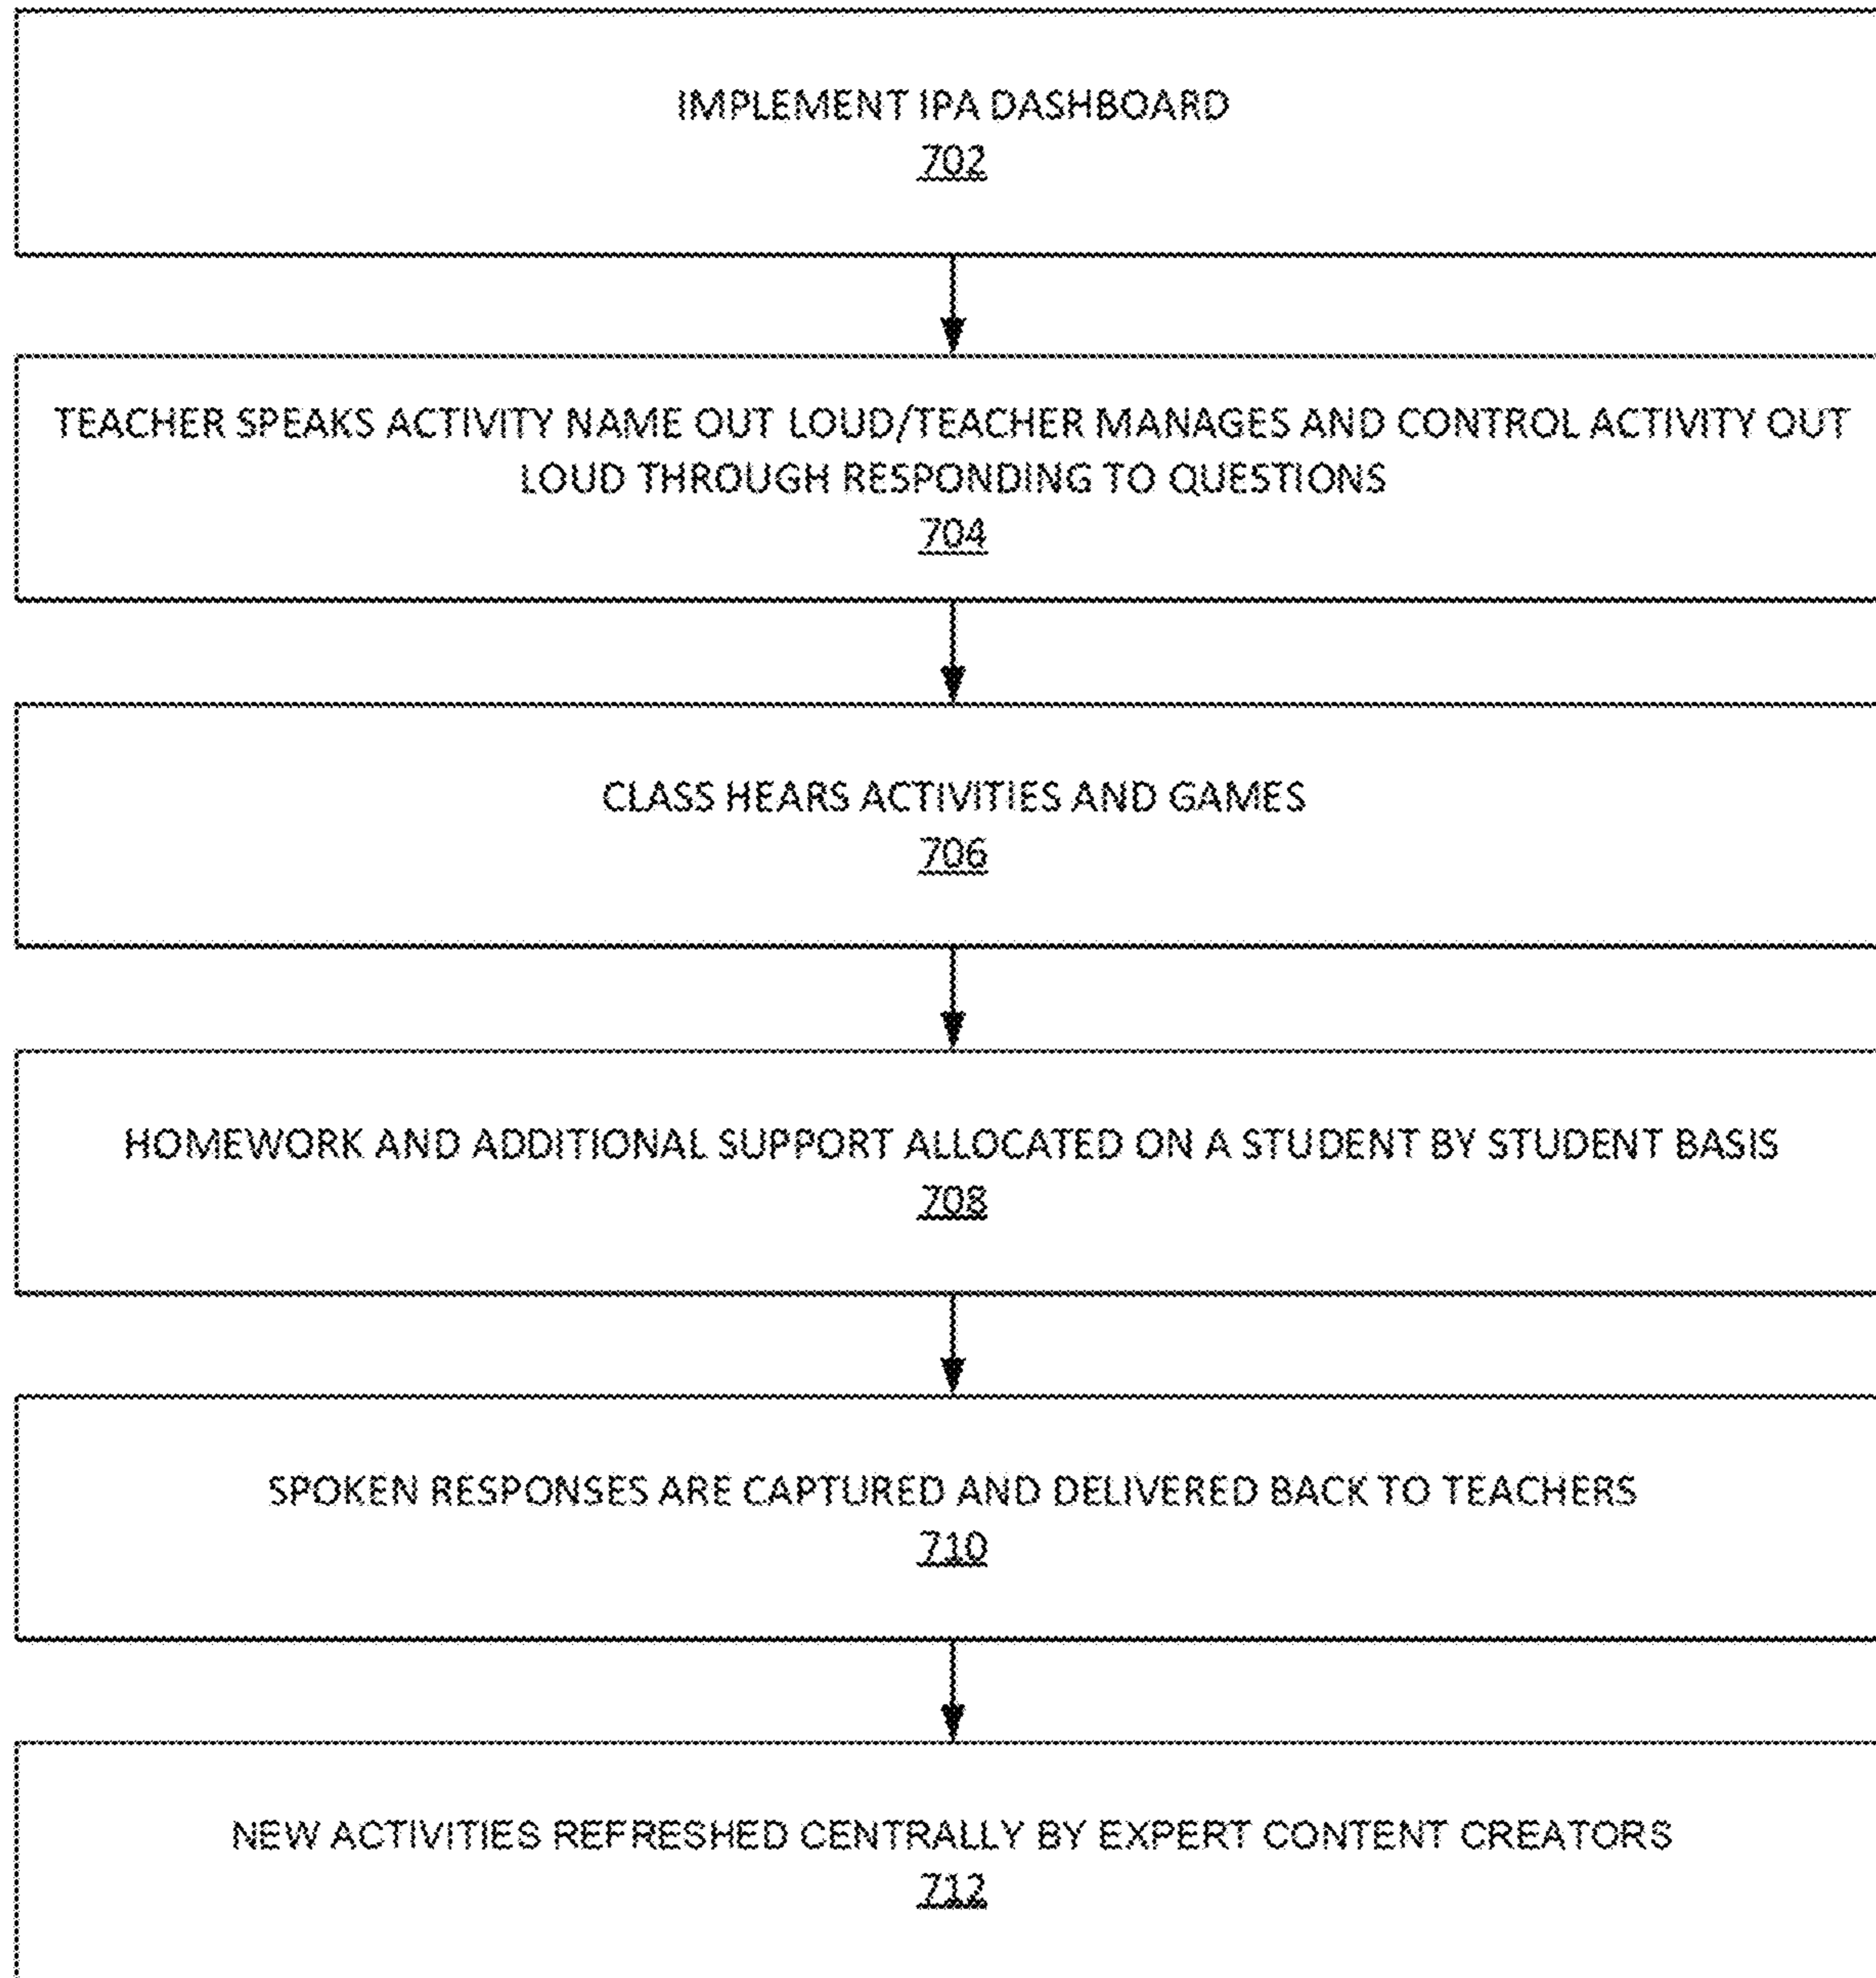 IMPLEMENT IPA DASHBOARD
702
TEACHER SPEAKS ACTIVITY NAME OUT LOUD/TEACHER MANAGES AND CONTROL ACTIVITY OUT
LOUD THROUGH RESPONDING TO QUESTIONS
704
CLASS HEARS ACTIVITIES AND GAMES
706
HOMEWORK AND ADDITIONAL SUPPORT ALLOCATED ON A STUDENT BY STUDENT BASIS
708
SPOKEN RESPONSES ARE CAPTURED AND DELIVERED BACK TO TEACHERS
710
NEW ACTIVITIES REFRESHED CENTRALLY BY EXPERT CONTENT CREATORS
712